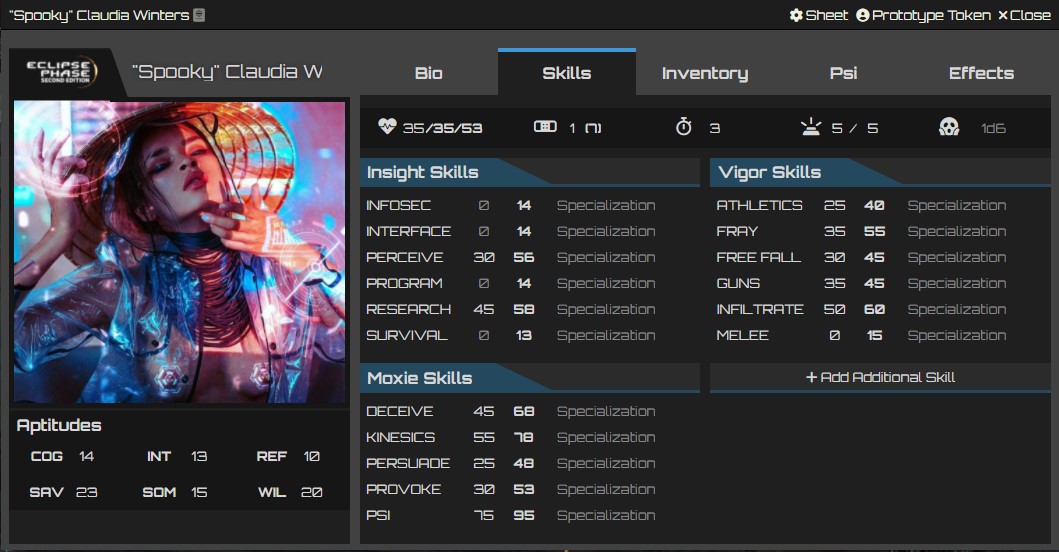 "Spooky" Claudia Winters
Sheet Prototype Token Close
ECLIPSE PHASE
SECOND EDITION
"Spooky" Claudia W
Bio Skills Inventory Psi Effects
35/35/53 1 (7) 3 5 / 5 1d6
Insight Skills
INFOSEC 0 14 Specialization
INTERFACE 0 14 Specialization
PERCEIVE 30 56 Specialization
PROGRAM 0 14 Specialization
RESEARCH 45 58 Specialization
SURVIVAL 0 13 Specialization
Vigor Skills
ATHLETICS 25 40 Specialization
FRAY 35 55 Specialization
FREE FALL 30 45 Specialization
GUNS 35 45 Specialization
INFILTRATE 50 60 Specialization
MELEE 0 15 Specialization
Moxie Skills
DECEIVE 45 68 Specialization
KINESICS 55 78 Specialization
PERSUADE 25 48 Specialization
PROVOKE 30 53 Specialization
PSI 75 95 Specialization
+ Add Additional Skill
Aptitudes
COG 14 INT 13 REF 10
SAV 23 SOM 15 WIL 20